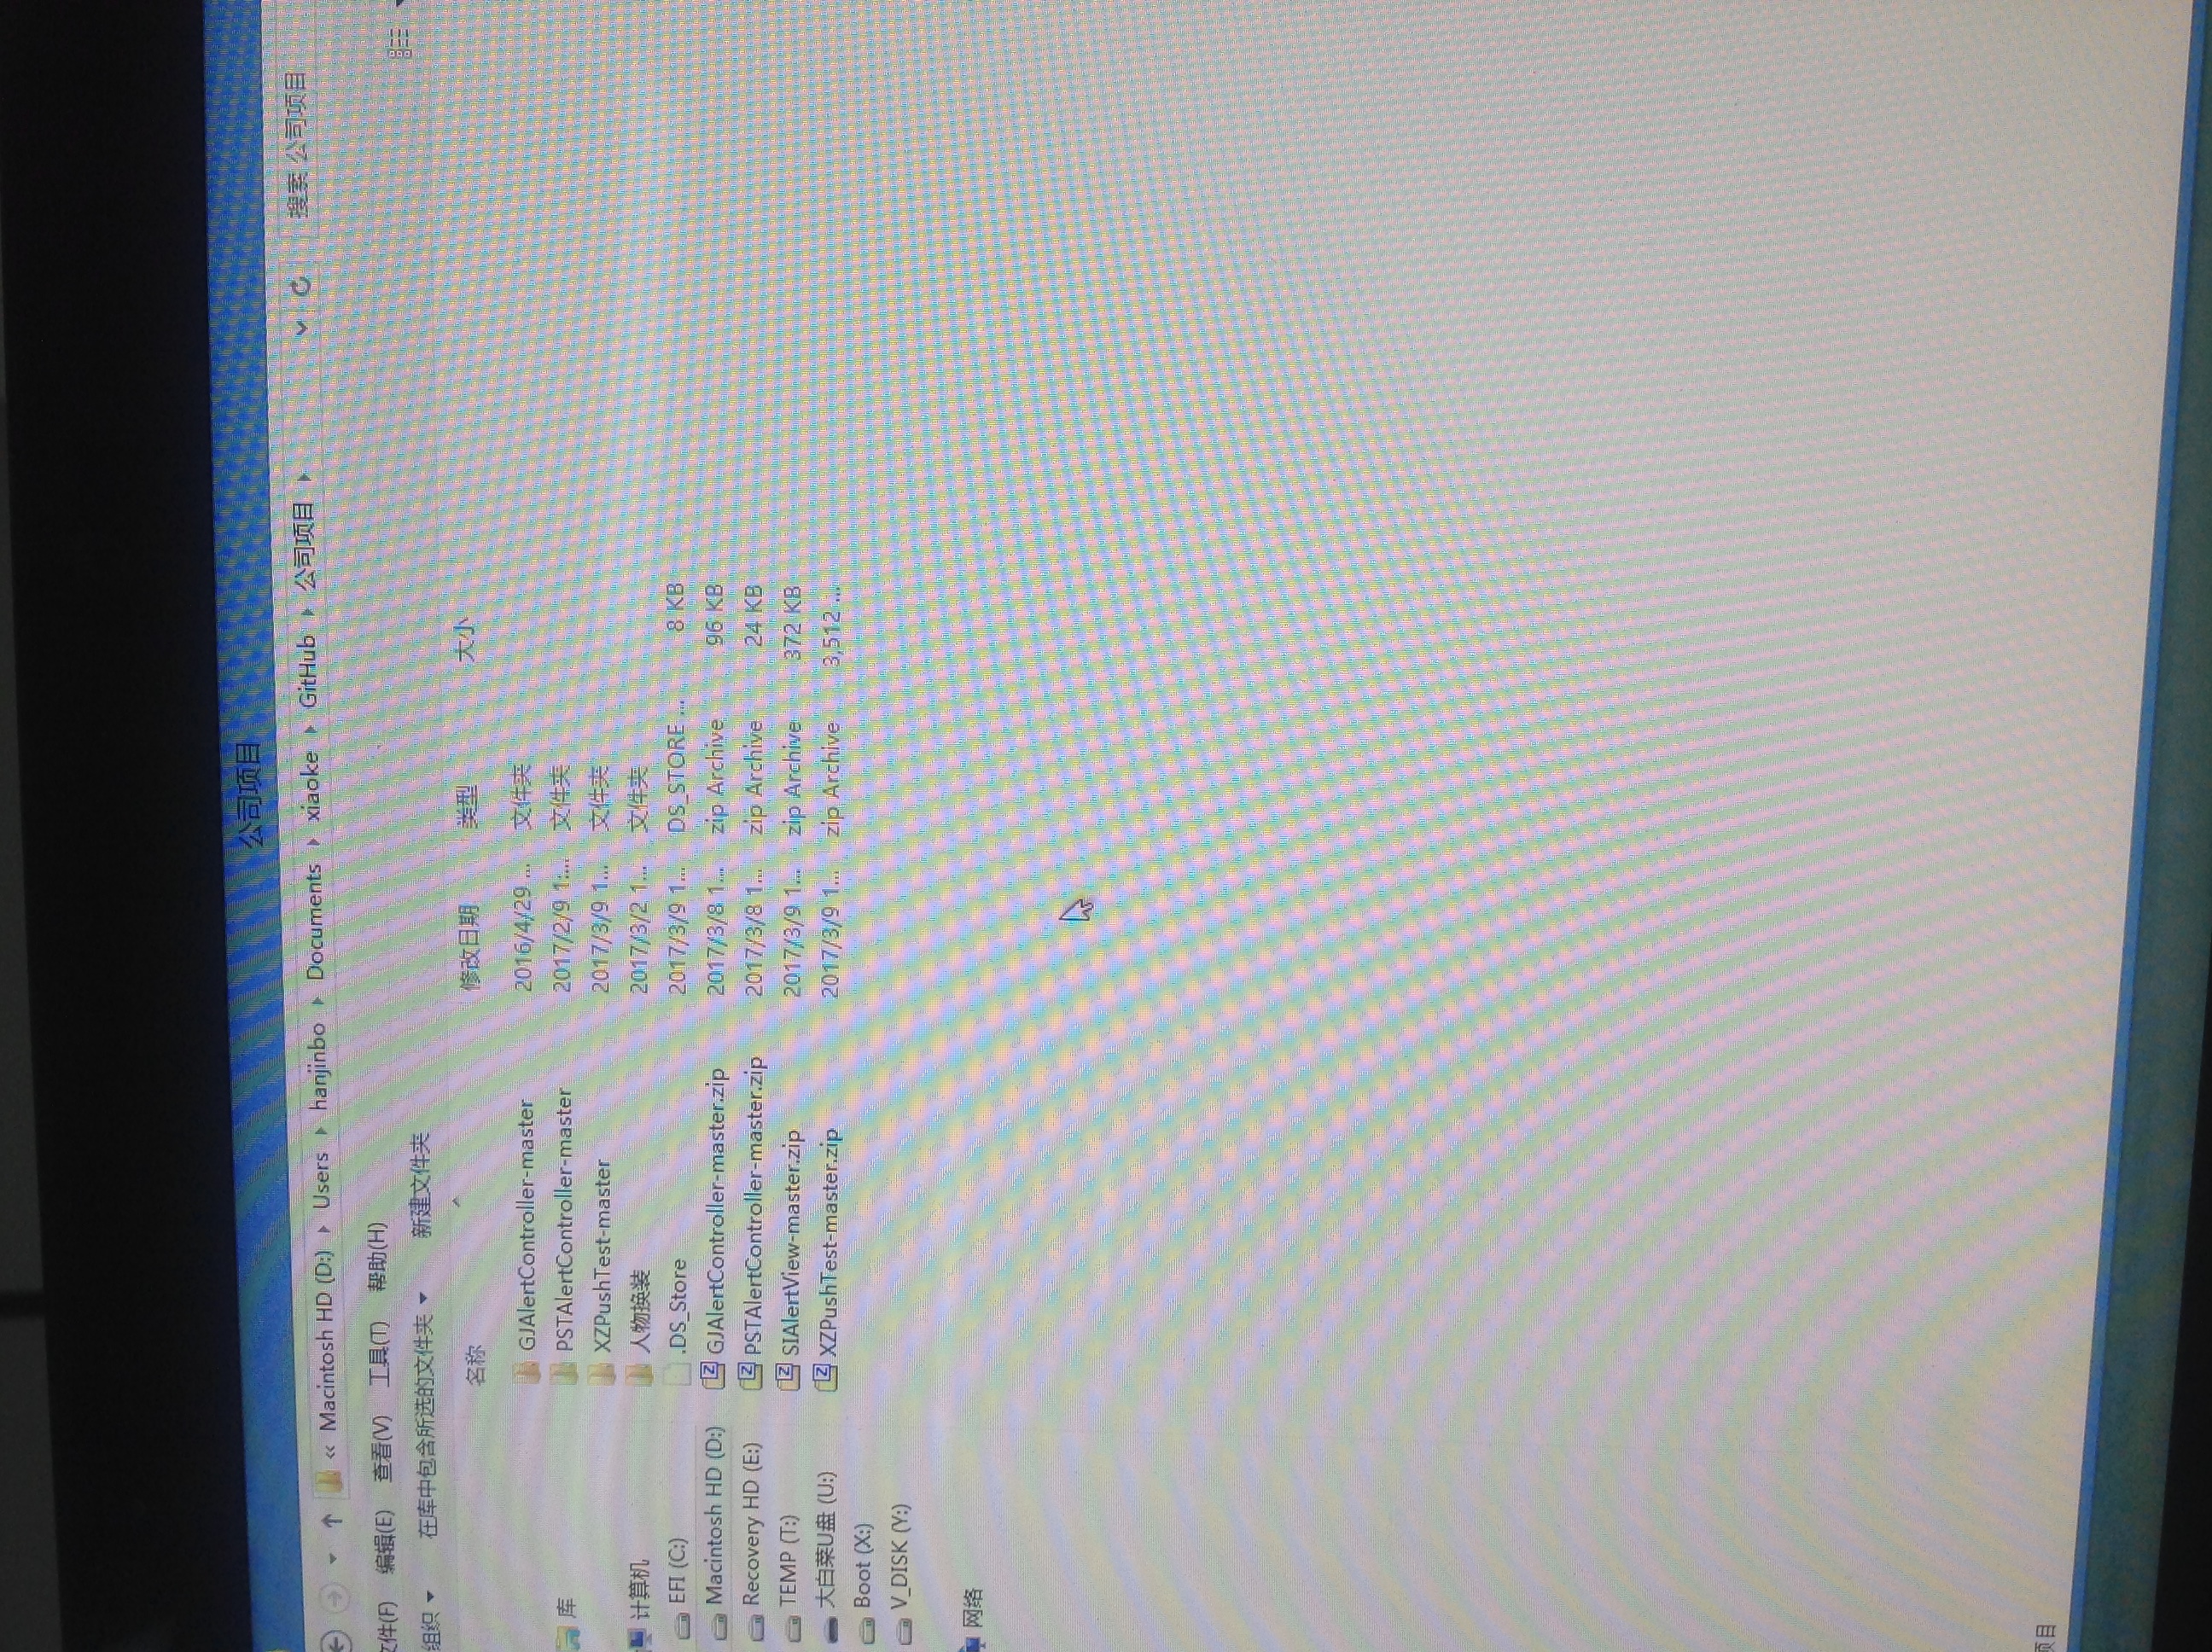 公司项目
« Macintosh HD (D:) Users hanjinbo Documents xiaoke GitHub 公司项目 搜索 公司项目
文件(F) 编辑(E) 查看(V) 工具(T) 帮助(H)
组织 在库中包含所选的文件夹 新建文件夹
名称 修改日期 类型 大小
GJAlertController-master 2016/4/29 ... 文件夹
库 PSTAlertController-master 2017/2/9 1:... 文件夹
XZPushTest-master 2017/3/9 1... 文件夹
计算机 人物换装 2017/3/2 1... 文件夹
EFI (C:) .DS_Store 2017/3/9 1... DS_STORE ... 8 KB
Macintosh HD (D:) GJAlertController-master.zip 2017/3/8 1... zip Archive 96 KB
Recovery HD (E:) PSTAlertController-master.zip 2017/3/8 1... zip Archive 24 KB
TEMP (T:) SIAlertView-master.zip 2017/3/9 1... zip Archive 372 KB
大白菜U盘 (U:) XZPushTest-master.zip 2017/3/9 1... zip Archive 3,512 ...
Boot (X:)
V_DISK (Y:)
网络
项目